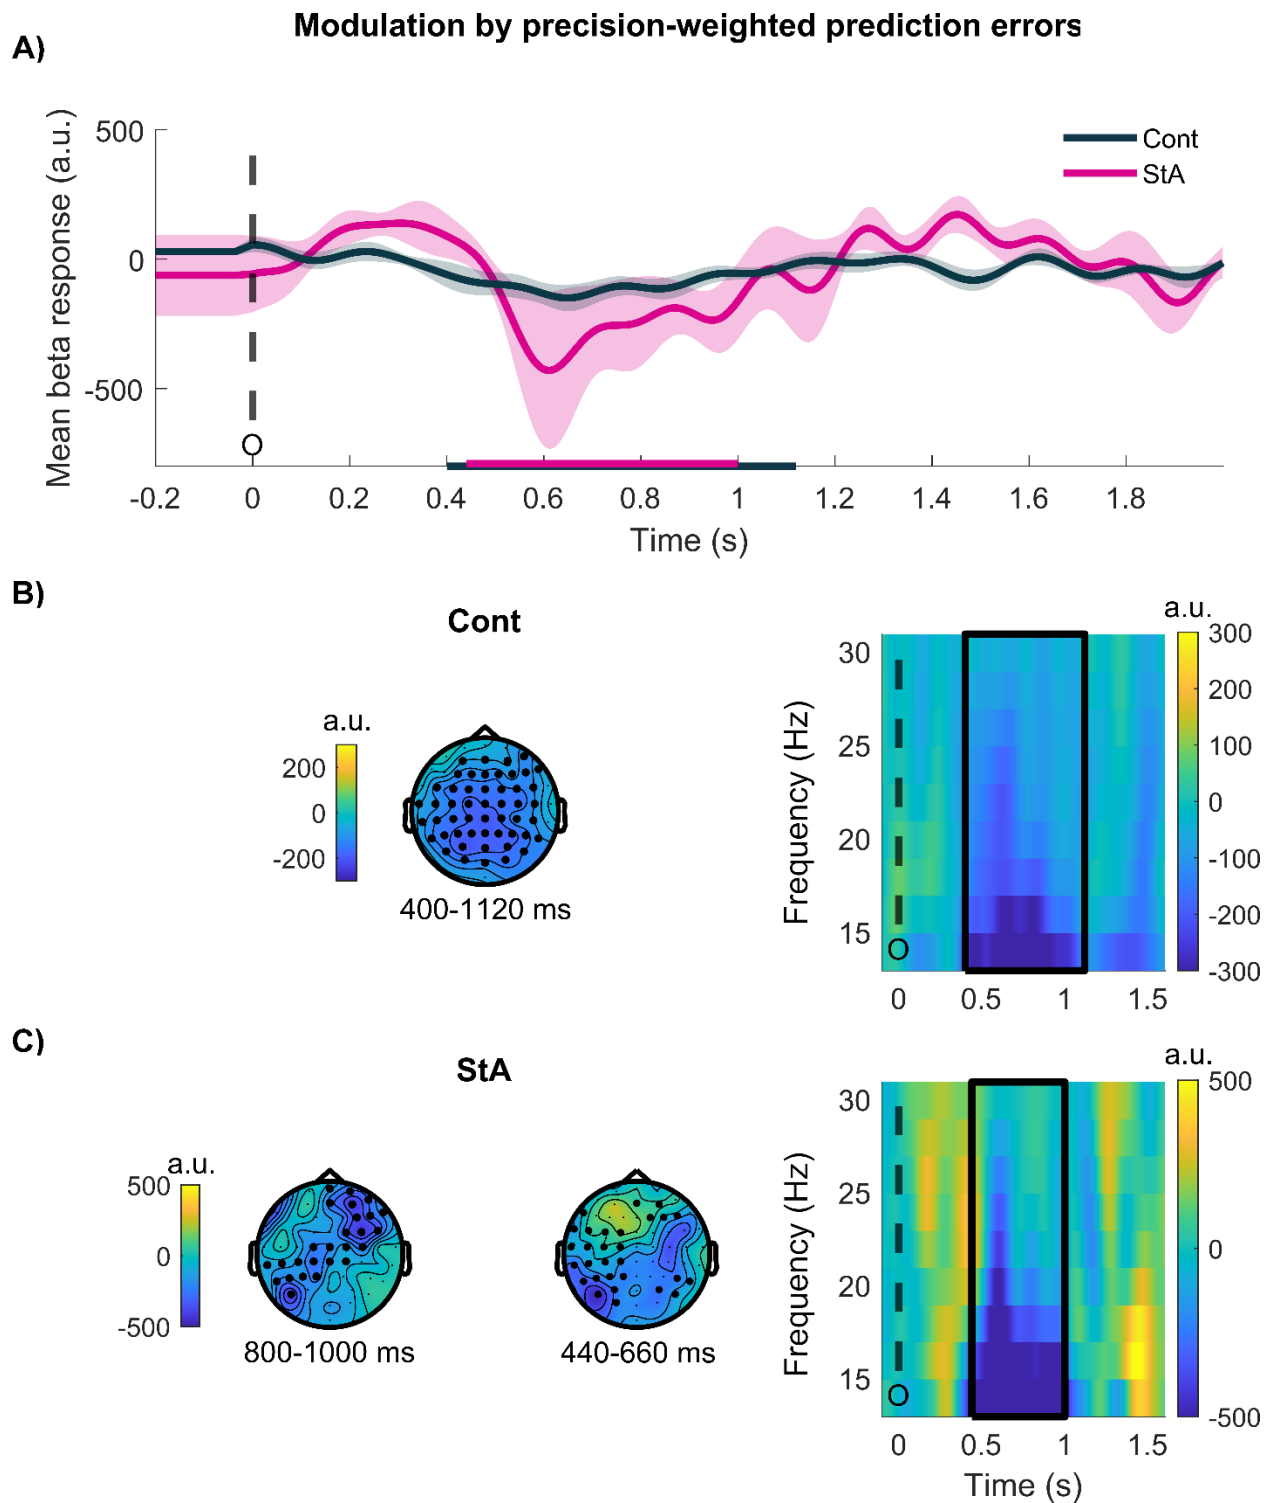 Modulation by precision-weighted prediction errors
A)
Mean beta response (a.u.)
500
0
-500
Cont
StA
O
-0.2 0 0.2 0.4 0.6 0.8 1 1.2 1.4 1.6 1.8
Time (s)
B)
Cont
a.u.
200
0
-200
400-1120 ms
Frequency (Hz)
30
25
20
15
O
0 0.5 1 1.5
a.u.
300
200
100
0
-100
-200
-300
C)
StA
a.u.
500
0
-500
800-1000 ms
440-660 ms
Frequency (Hz)
30
25
20
15
O
0 0.5 1 1.5
Time (s)
a.u.
500
0
-500